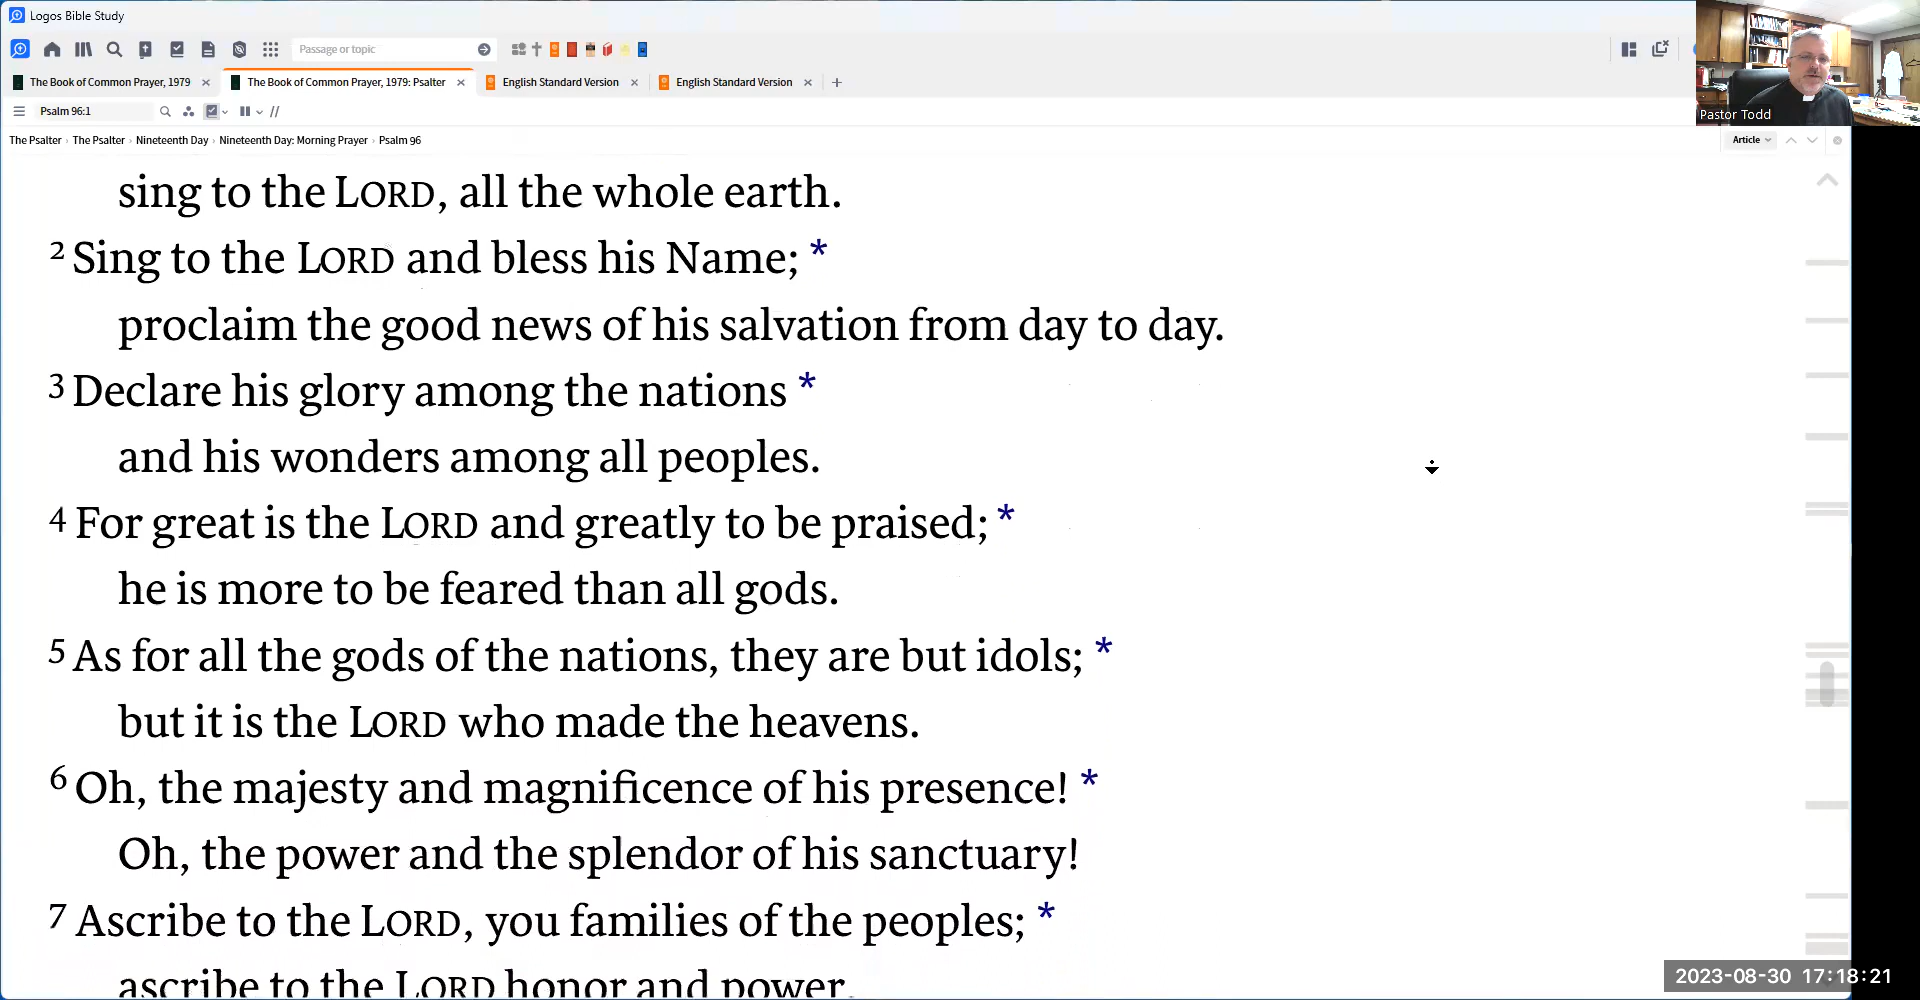 Logos Bible Study
Passage or topic
The Book of Common Prayer, 1979
The Book of Common Prayer, 1979: Psalter
English Standard Version
English Standard Version
Psalm 96:1
The Psalter › The Psalter › Nineteenth Day › Nineteenth Day: Morning Prayer › Psalm 96
Article
Pastor Todd
sing to the LORD, all the whole earth.
2 Sing to the LORD and bless his Name; *
proclaim the good news of his salvation from day to day.
3 Declare his glory among the nations *
and his wonders among all peoples.
4 For great is the LORD and greatly to be praised; *
he is more to be feared than all gods.
5 As for all the gods of the nations, they are but idols; *
but it is the LORD who made the heavens.
6 Oh, the majesty and magnificence of his presence! *
Oh, the power and the splendor of his sanctuary!
7 Ascribe to the LORD, you families of the peoples; *
ascribe to the LORD honor and power.
2023-08-30 17:18:21